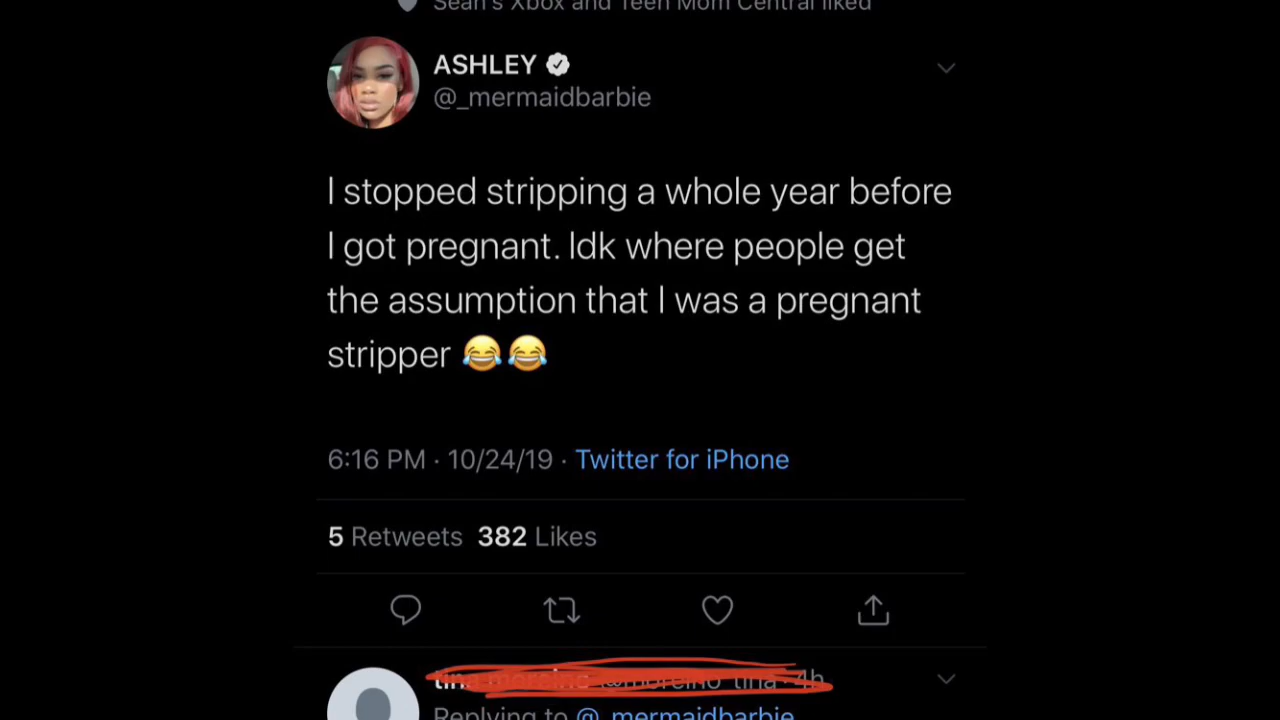 Sean's Xbox and Teen Mom Central liked
ASHLEY
@_mermaidbarbie
I stopped stripping a whole year before
I got pregnant. Idk where people get
the assumption that I was a pregnant
stripper 😂😂
6:16 PM · 10/24/19 · Twitter for iPhone
5 Retweets 382 Likes
4h
Replying to @_mermaidbarbie